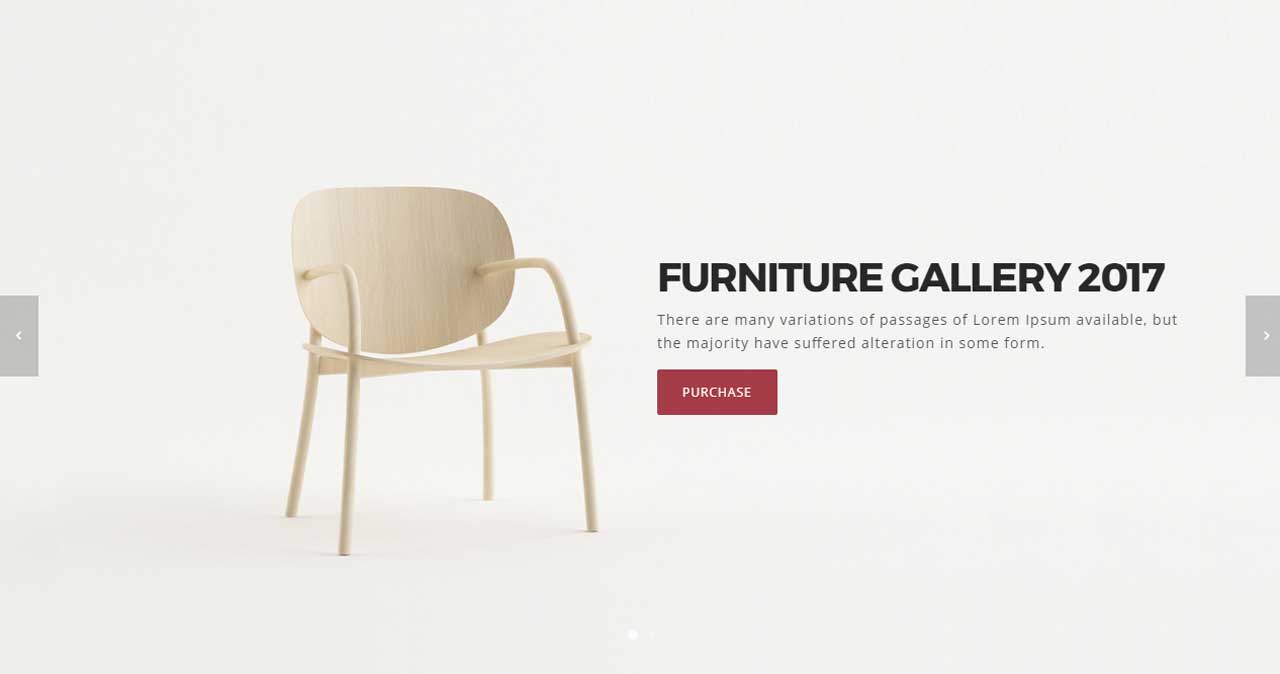 FURNITURE GALLERY 2017
There are many variations of passages of Lorem Ipsum available, but
the majority have suffered alteration in some form.
PURCHASE